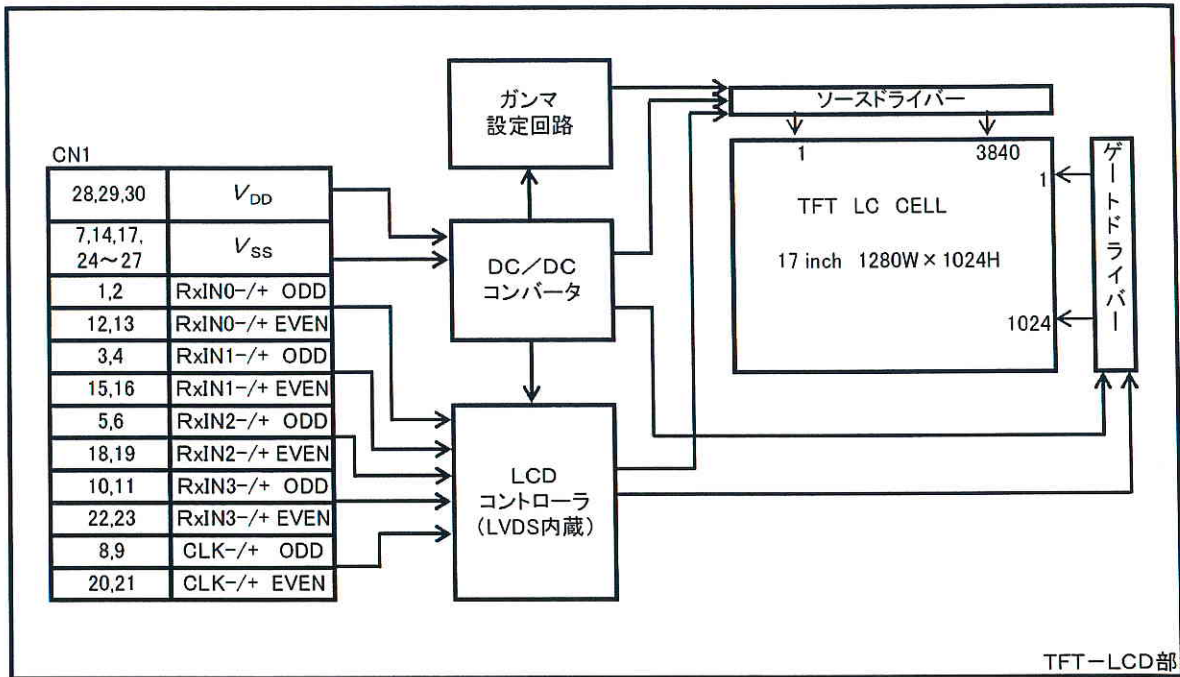 ガンマ
設定回路
ソースドライバー
CN1
28,29,30 VDD
7,14,17,
24～27 VSS
1,2 RxIN0-/+ ODD
12,13 RxIN0-/+ EVEN
3,4 RxIN1-/+ ODD
15,16 RxIN1-/+ EVEN
5,6 RxIN2-/+ ODD
18,19 RxIN2-/+ EVEN
10,11 RxIN3-/+ ODD
22,23 RxIN3-/+ EVEN
8,9 CLK-/+ ODD
20,21 CLK-/+ EVEN
DC／DC
コンバータ
LCD
コントローラ
(LVDS内蔵)
1 3840
1
TFT LC CELL
17 inch 1280W×1024H
1024
ゲートドライバー
TFT－LCD部